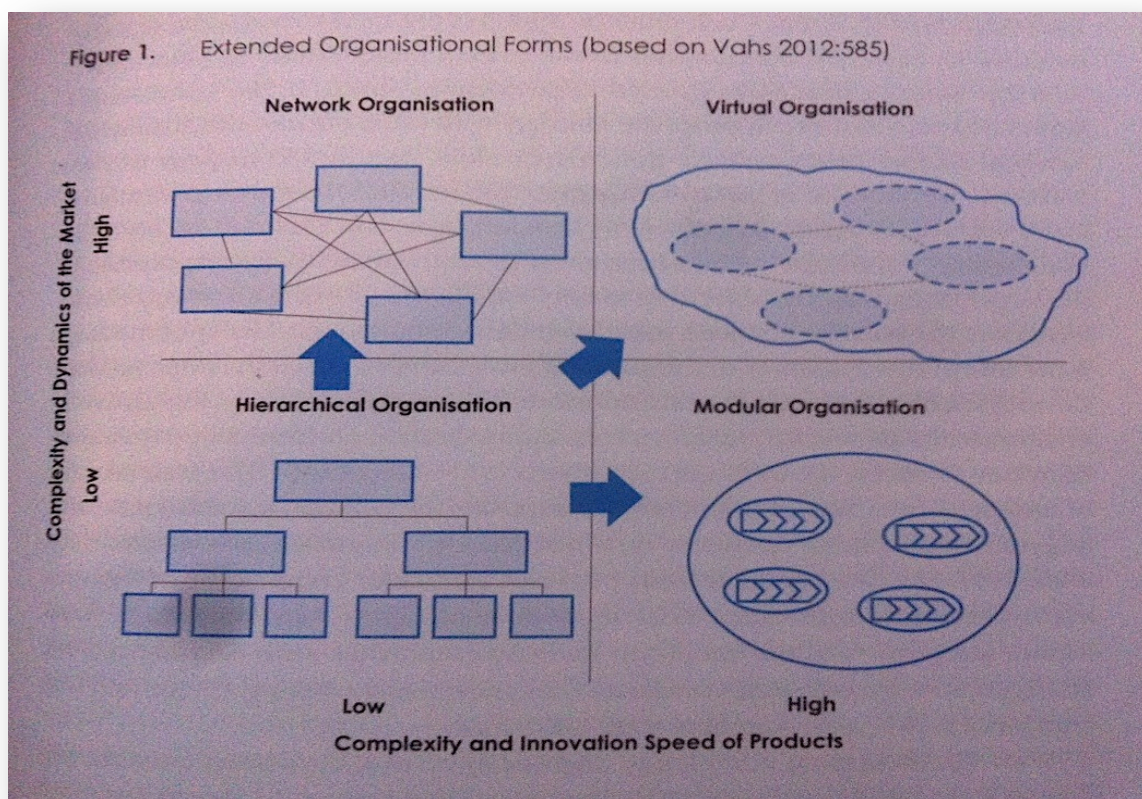 Figure 1. Extended Organisational Forms (based on Vahs 2012:585)
Network Organisation
Virtual Organisation
Complexity and Dynamics of the Market
High
Hierarchical Organisation
Modular Organisation
Low
Low
High
Complexity and Innovation Speed of Products